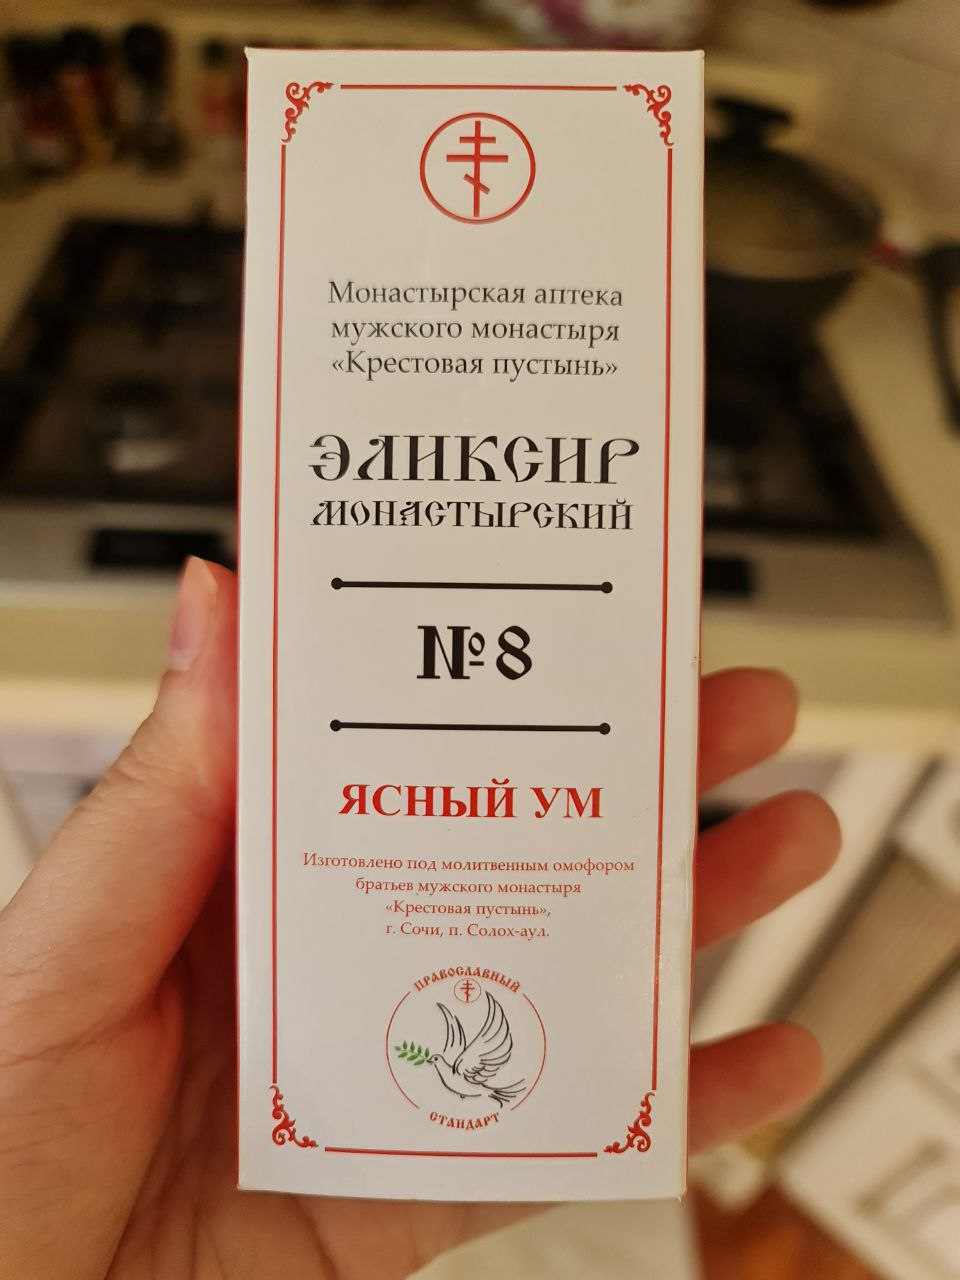 Монастырская аптека
мужского монастыря
«Крестовая пустынь»
ЭЛИКСИР
МОНАСТЫРСКИЙ
№8
ЯСНЫЙ УМ
Изготовлено под молитвенным омофором
братьев мужского монастыря
«Крестовая пустынь»,
г. Сочи, п. Солох-аул.
ПРАВОСЛАВНЫЙ
СТАНДАРТ